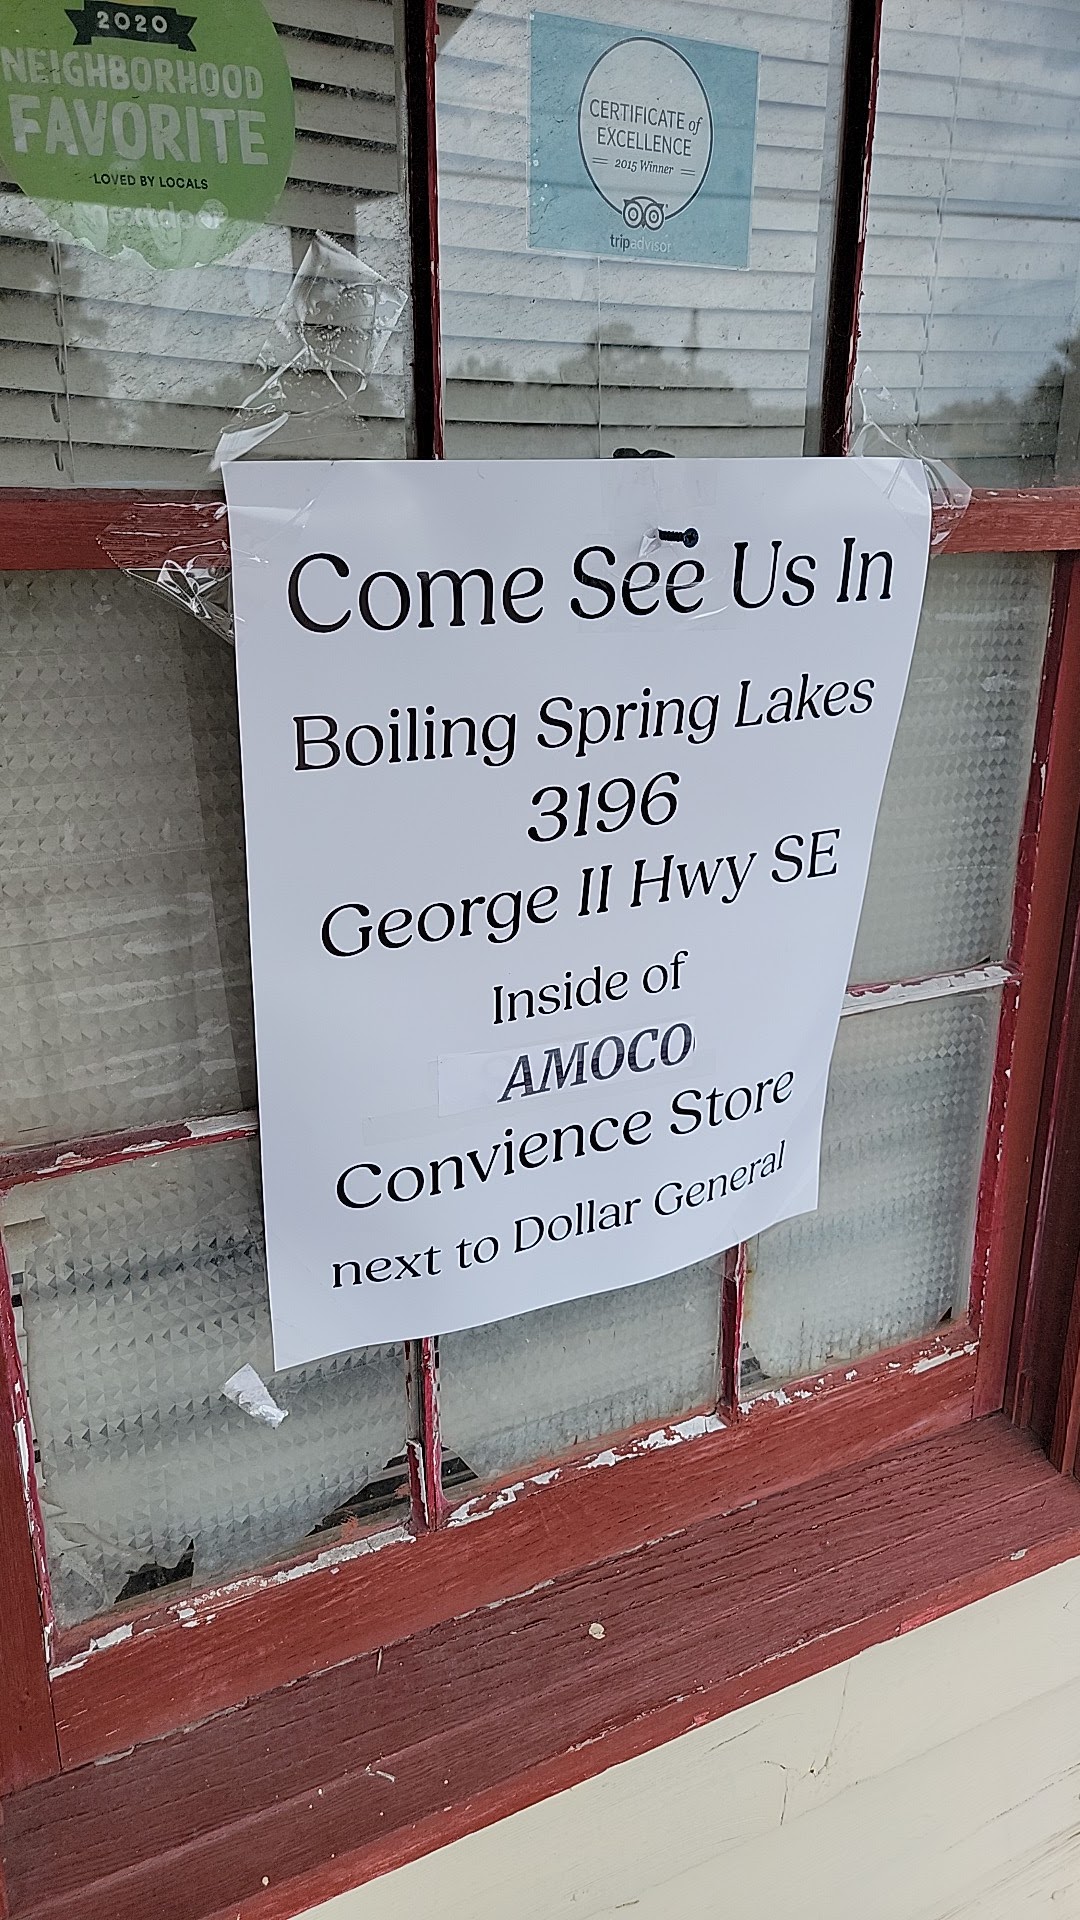 2020
NEIGHBORHOOD
FAVORITE
LOVED BY LOCALS
nextdoor
CERTIFICATE of
EXCELLENCE
2015 Winner
tripadvisor
Come See Us In
Boiling Spring Lakes
3196
George II Hwy SE
Inside of
AMOCO
Convience Store
next to Dollar General